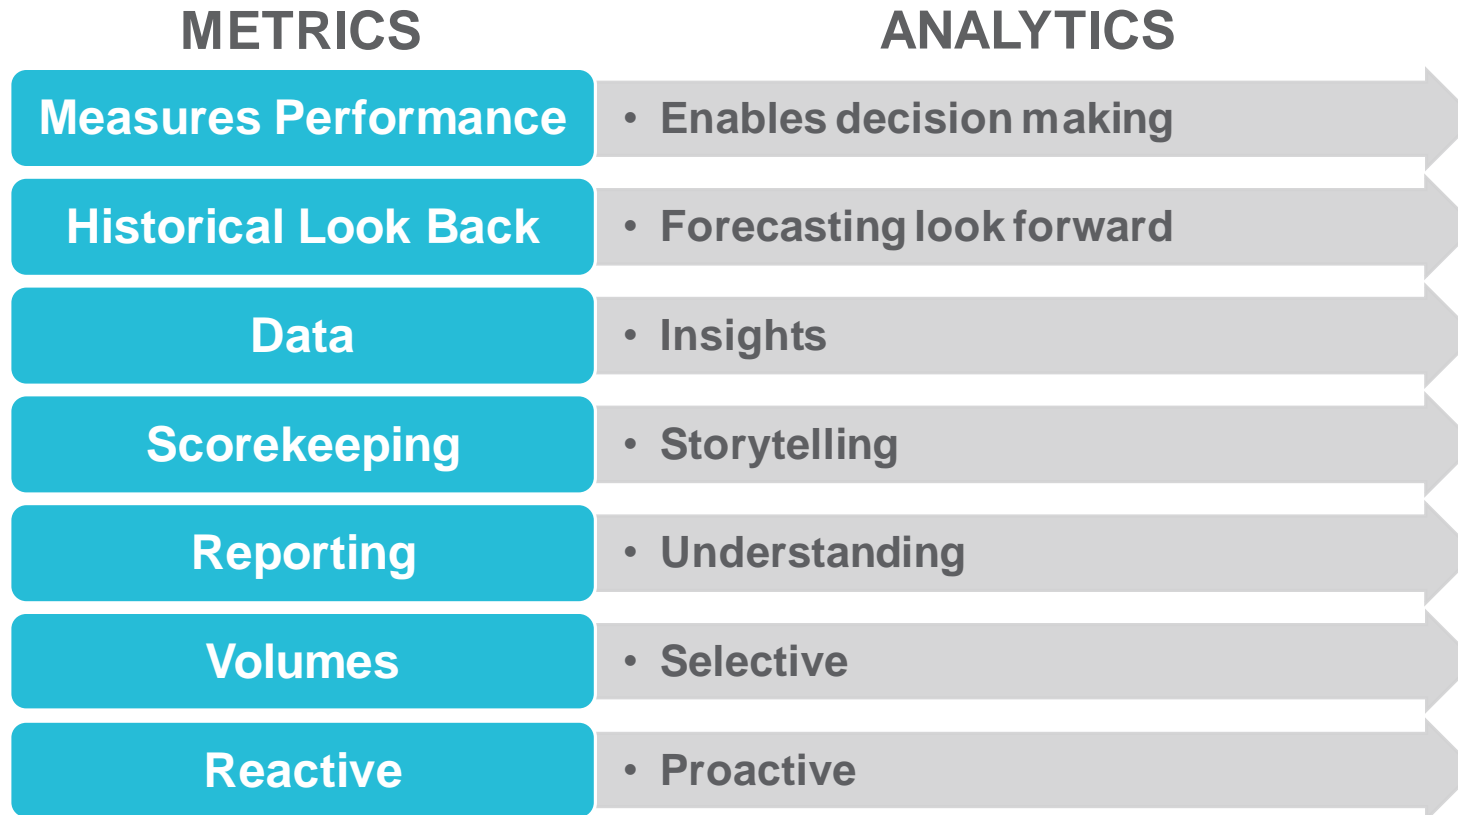 METRICS ANALYTICS
Measures Performance • Enables decision making
Historical Look Back • Forecasting look forward
Data • Insights
Scorekeeping • Storytelling
Reporting • Understanding
Volumes • Selective
Reactive • Proactive